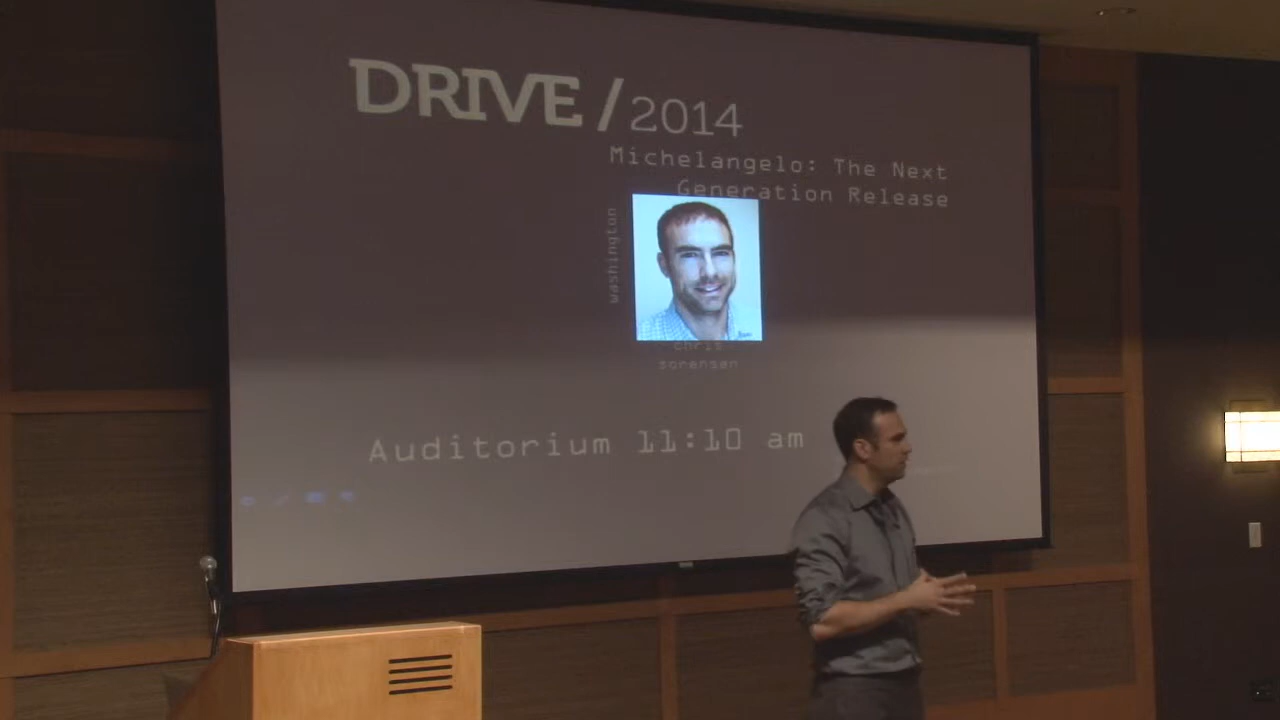 DRIVE / 2014
Michelangelo: The Next
Generation Release
washington
chris
sorensen
Auditorium 11:10 am